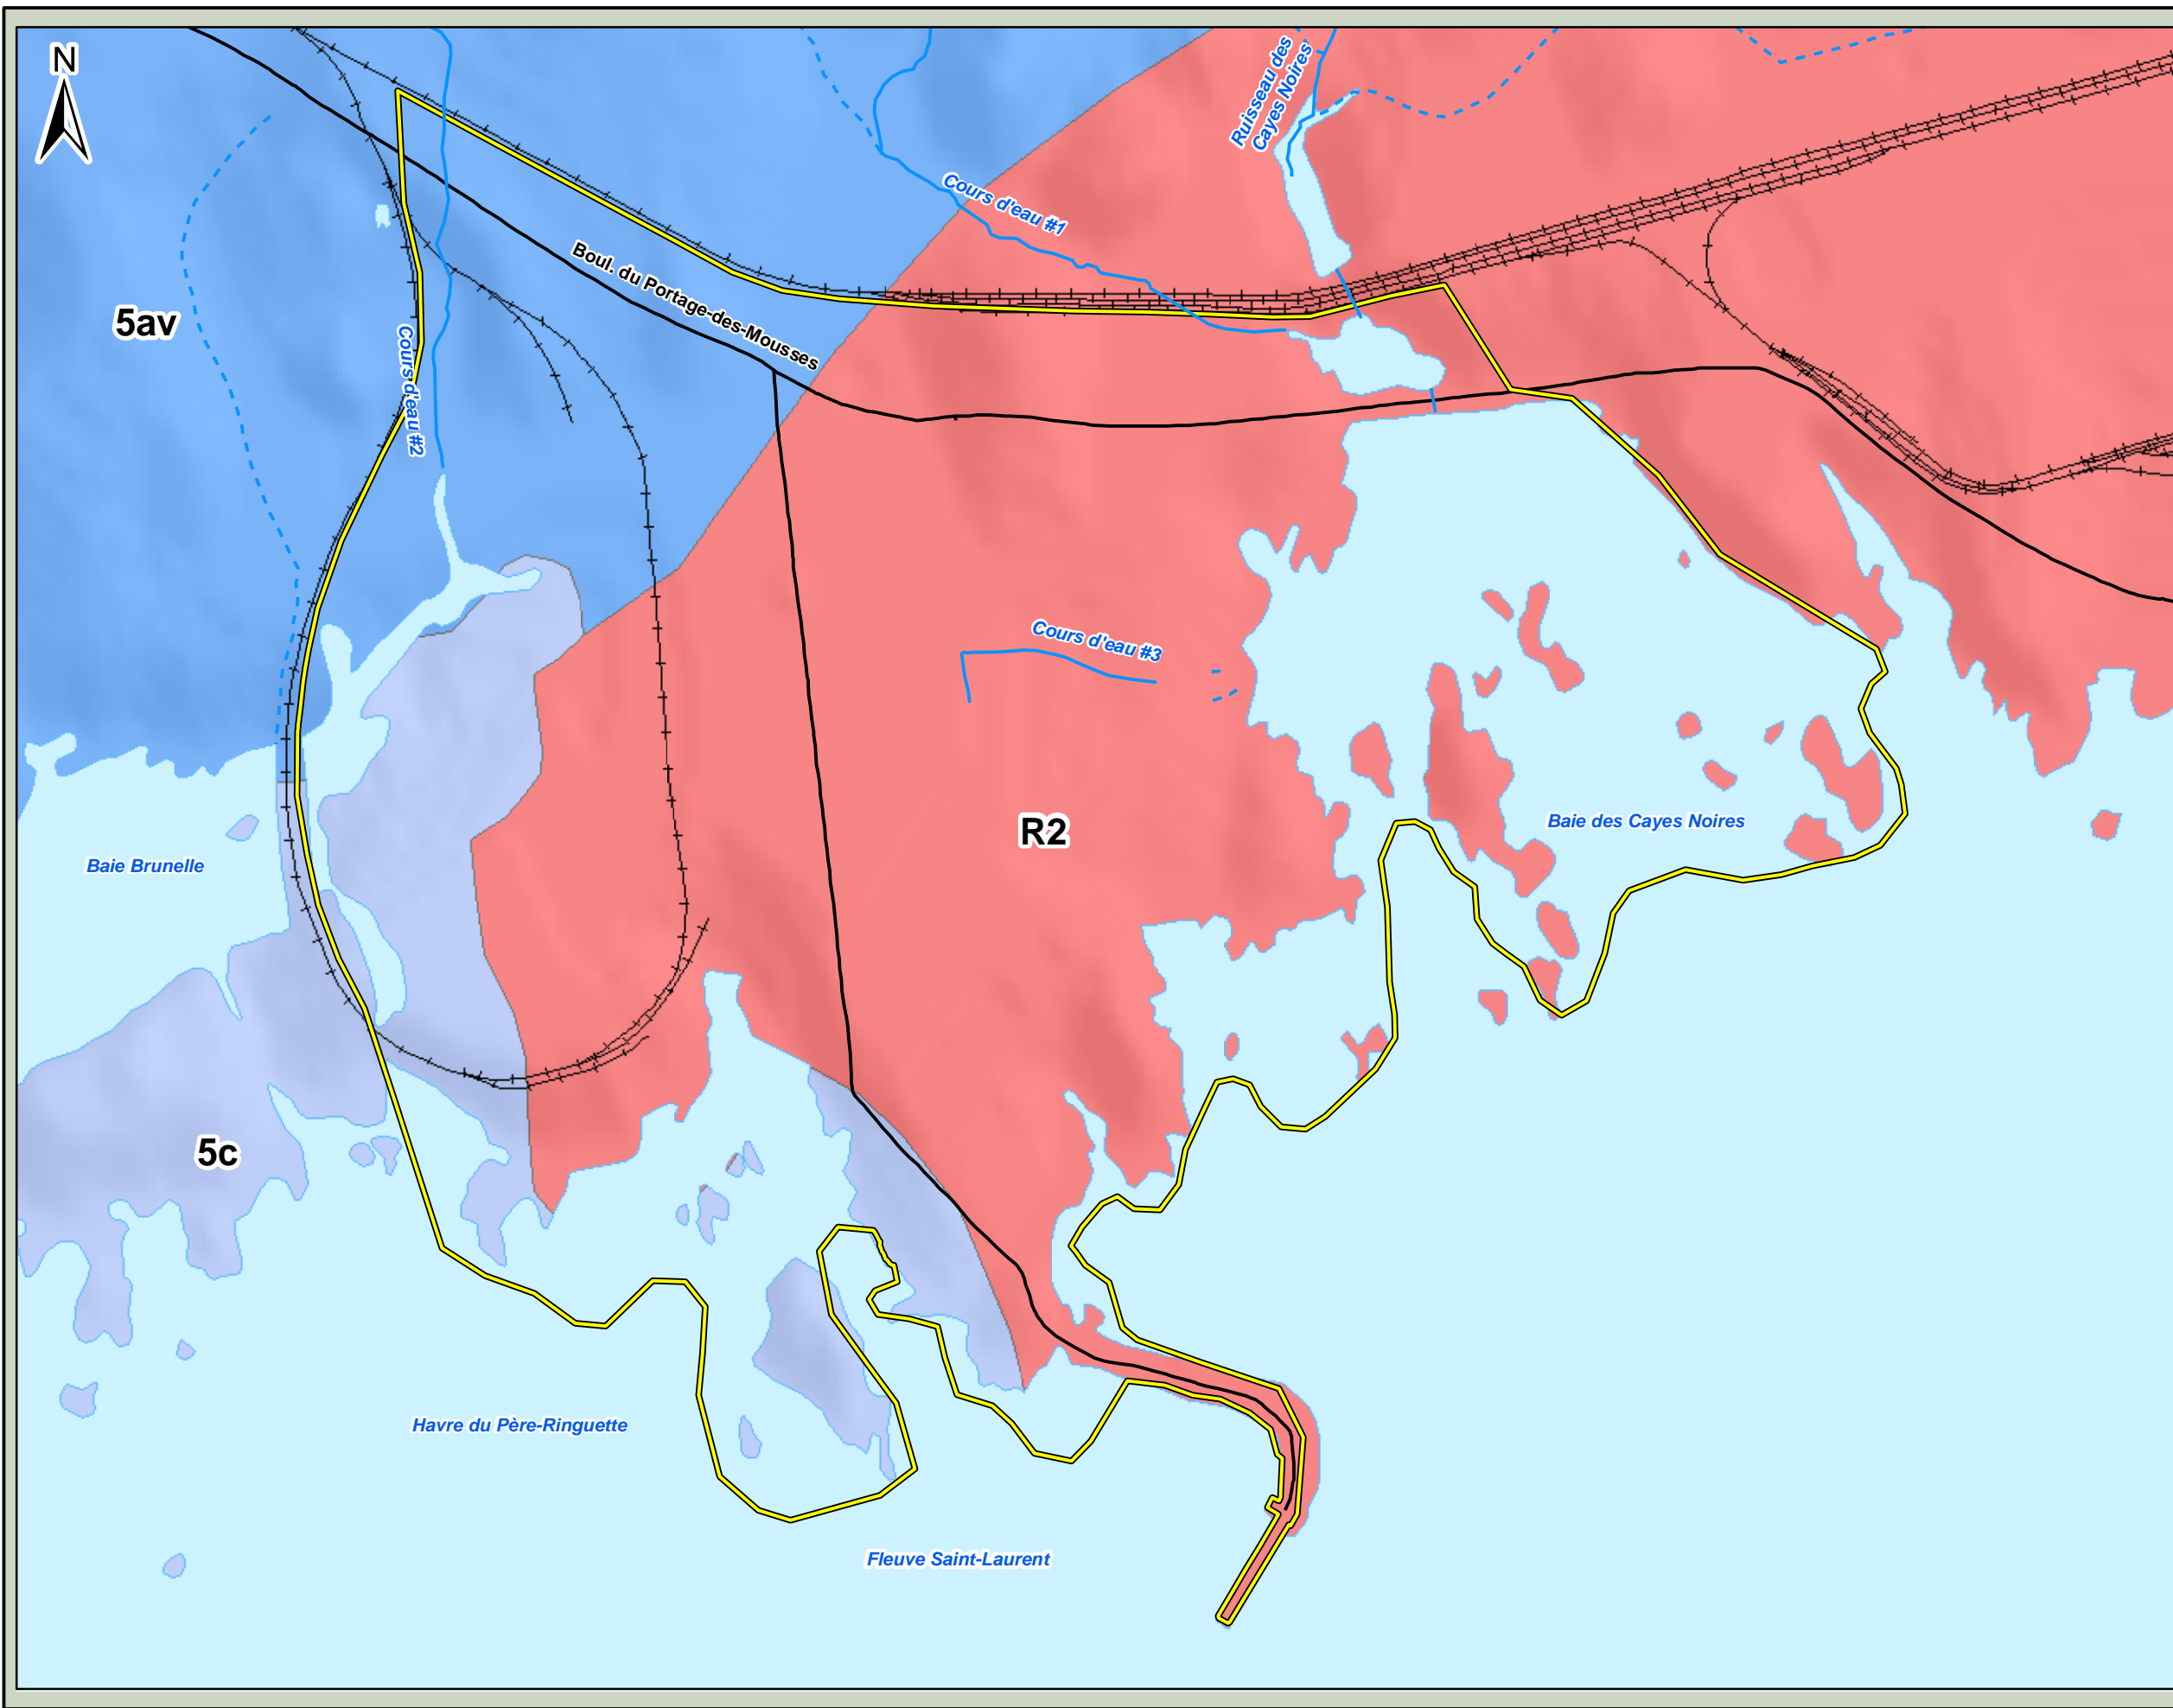 N
Ruisseau des
Cayes Noires
Cours d'eau #1
Boul. du Portage-des-Mousses
5av
Cours d'eau #2
Cours d'eau #3
R2
Baie des Cayes Noires
Baie Brunelle
5c
Havre du Père-Ringuette
Fleuve Saint-Laurent